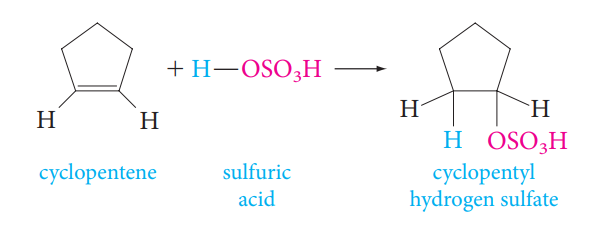 + H—OSO₃H
H H
H H
H OSO₃H
cyclopentene sulfuric acid cyclopentyl hydrogen sulfate